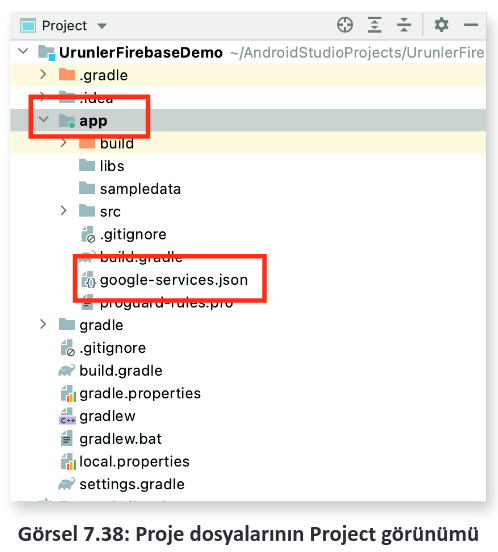 Project
UrunlerFirebaseDemo ~/AndroidStudioProjects/UrunlerFire
.gradle
.idea
app
build
libs
sampledata
src
.gitignore
build.gradle
google-services.json
proguard-rules.pro
gradle
.gitignore
build.gradle
gradle.properties
gradlew
gradlew.bat
local.properties
settings.gradle
Görsel 7.38: Proje dosyalarının Project görünümü